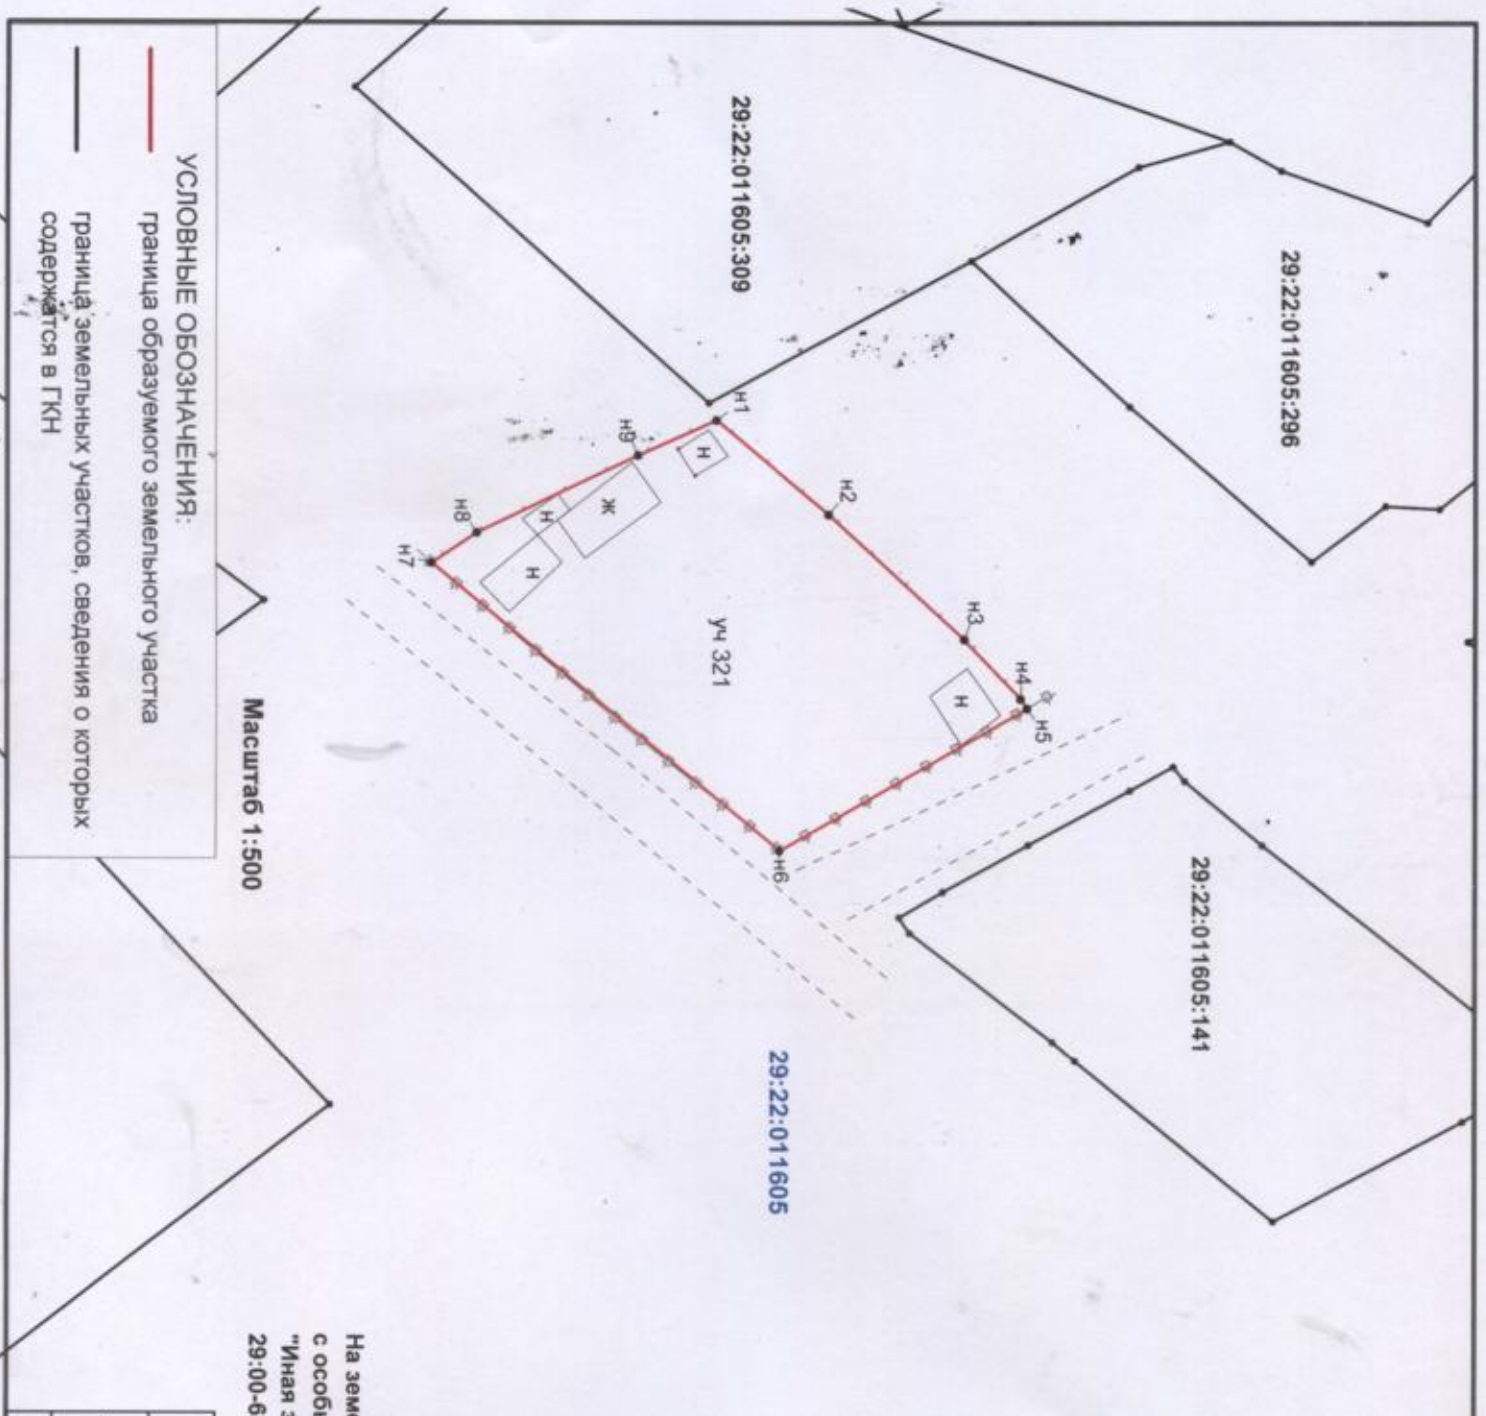 29:22:011605:296
29:22:011605:141
29:22:011605:309
н1
н2
н3
н4
н5
н6
н7
н8
н9
Н
Ж
Н
Н
Н
уч 321
29:22:011605
Масштаб 1:500
УСЛОВНЫЕ ОБОЗНАЧЕНИЯ:
граница образуемого земельного участка
граница земельных участков, сведения о которых
содержатся в ГКН
На земе
с особы
"Иная з
29:00-6